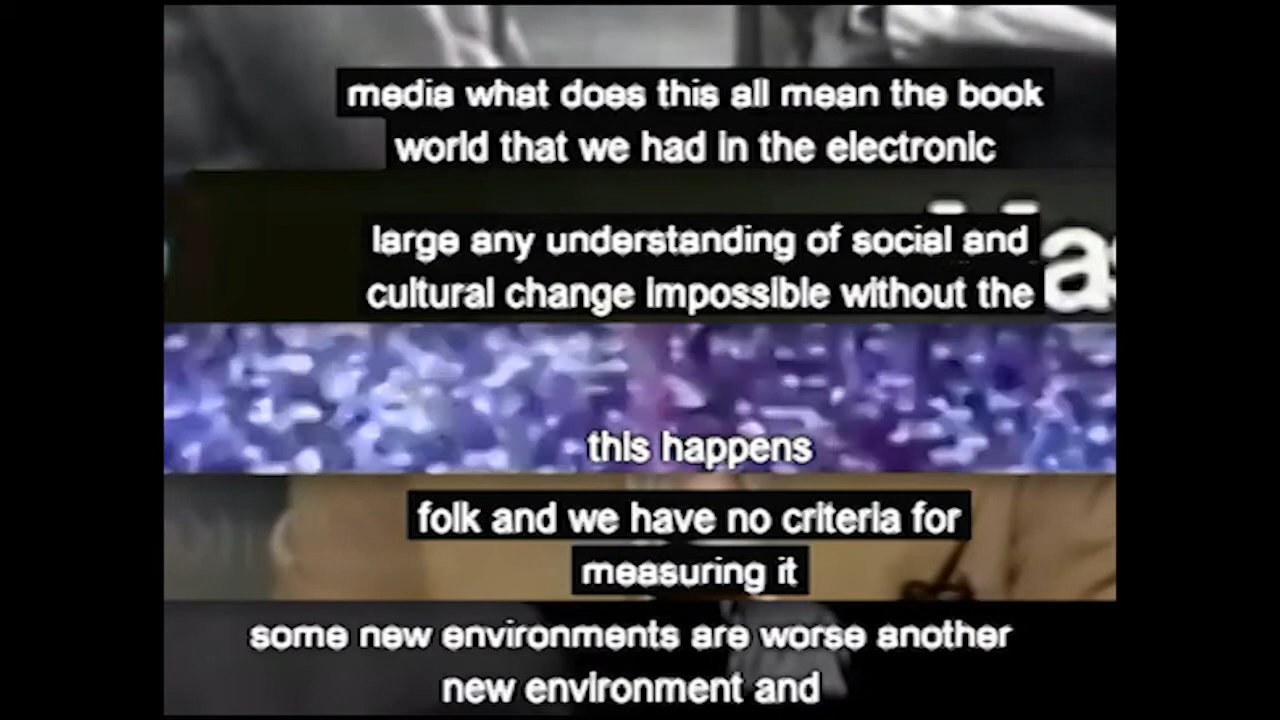 media what does this all mean the book
world that we had in the electronic
large any understanding of social and
cultural change impossible without the
this happens
folk and we have no criteria for
measuring it
some new environments are worse another
new environment and